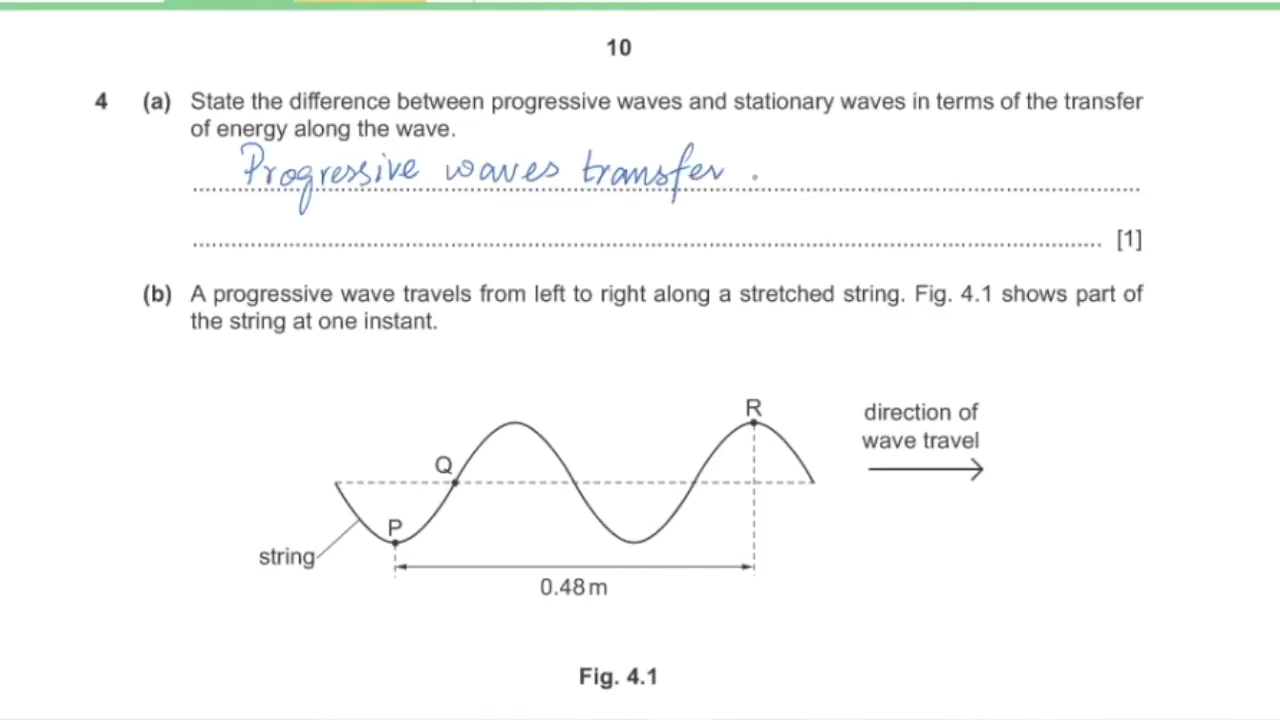 10
4 (a) State the difference between progressive waves and stationary waves in terms of the transfer
of energy along the wave.
Progressive waves transfer
[1]
(b) A progressive wave travels from left to right along a stretched string. Fig. 4.1 shows part of
the string at one instant.
R
direction of
wave travel
Q
P
string
0.48 m
Fig. 4.1